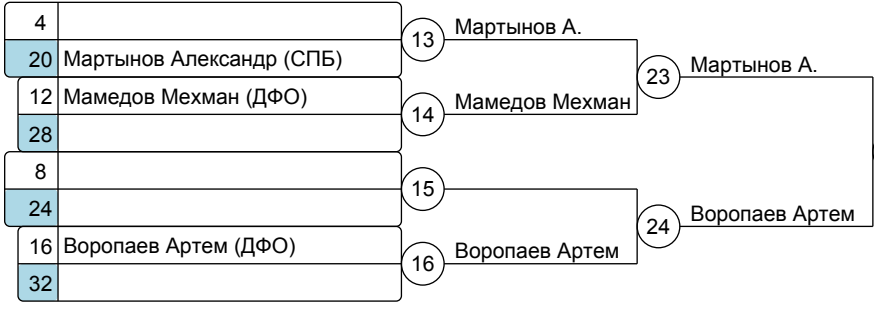 4
20 Мартынов Александр (СПБ)
12 Мамедов Мехман (ДФО)
28
8
24
16 Воропаев Артем (ДФО)
32
13 Мартынов А.
14 Мамедов Мехман
15
16 Воропаев Артем
23 Мартынов А.
24 Воропаев Артем